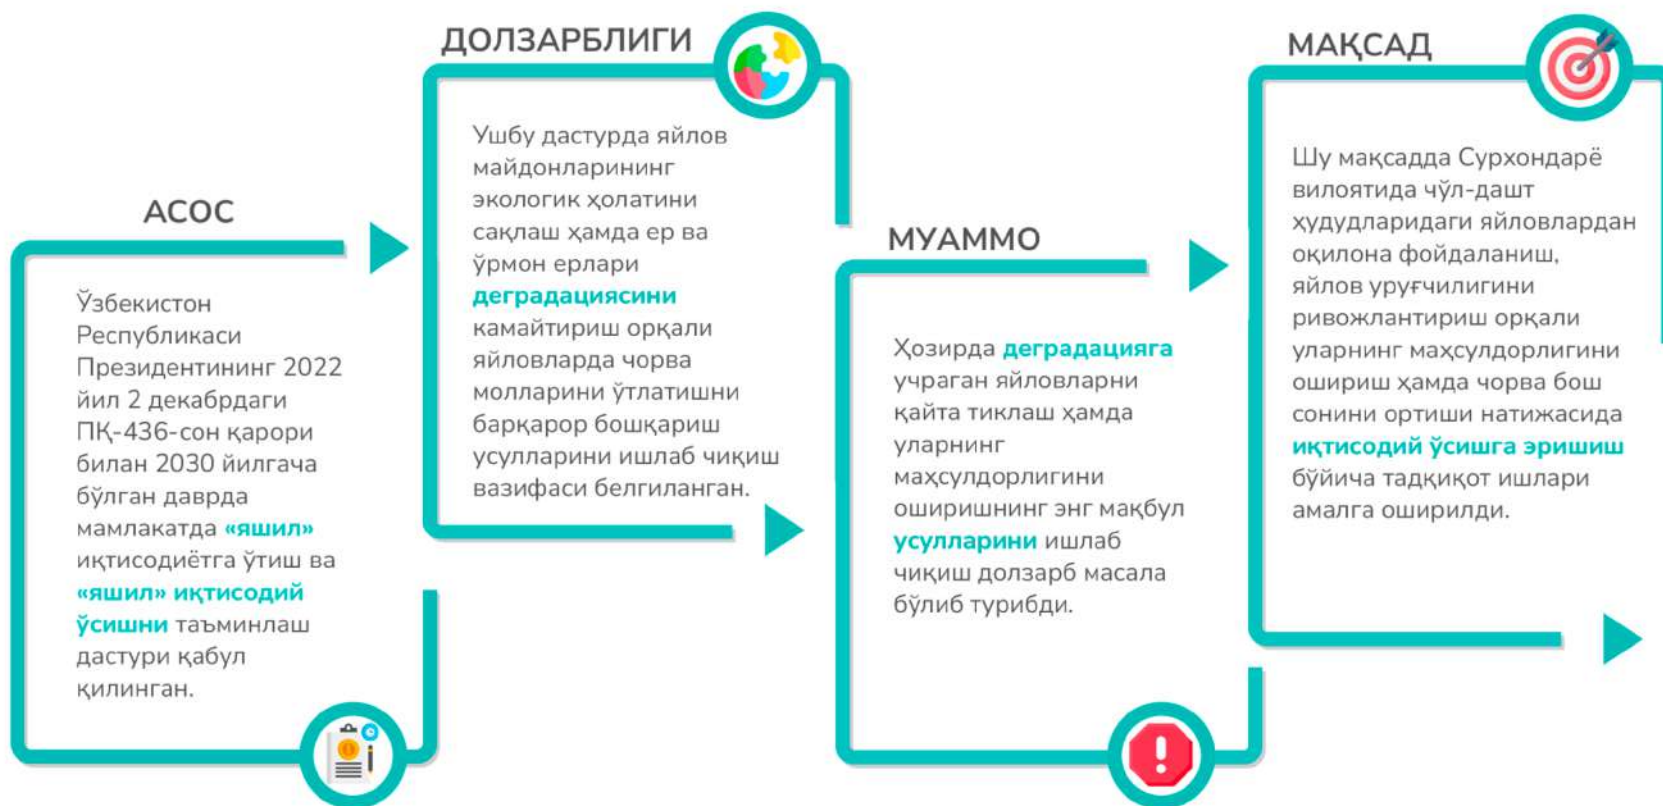 АСОС
Ўзбекистон
Республикаси
Президентининг 2022
йил 2 декабрдаги
ПҚ-436-сон қарори
билан 2030 йилгача
бўлган даврда
мамлакатда «яшил»
иқтисодиётга ўтиш ва
«яшил» иқтисодий
ўсишни таъминлаш
дастури қабул
қилинган.
ДОЛЗАРБЛИГИ
Ушбу дастурда яйлов
майдонларининг
экологик ҳолатини
сақлаш ҳамда ер ва
ўрмон ерлари
деградациясини
камайтириш орқали
яйловларда чорва
молларини ўтлатишни
барқарор бошқариш
усулларини ишлаб чиқиш
вазифаси белгиланган.
МУАММО
Ҳозирда деградацияга
учраган яйловларни
қайта тиклаш ҳамда
уларнинг
маҳсулдорлигини
оширишнинг энг мақбул
усулларини ишлаб
чиқиш долзарб масала
бўлиб турибди.
МАҚСАД
Шу мақсадда Сурхондарё
вилоятида чўл-дашт
ҳудудларидаги яйловлардан
оқилона фойдаланиш,
яйлов уруғчилигини
ривожлантириш орқали
уларнинг маҳсулдорлигини
ошириш ҳамда чорва бош
сонини ортиши натижасида
иқтисодий ўсишга эришиш
бўйича тадқиқот ишлари
амалга оширилди.